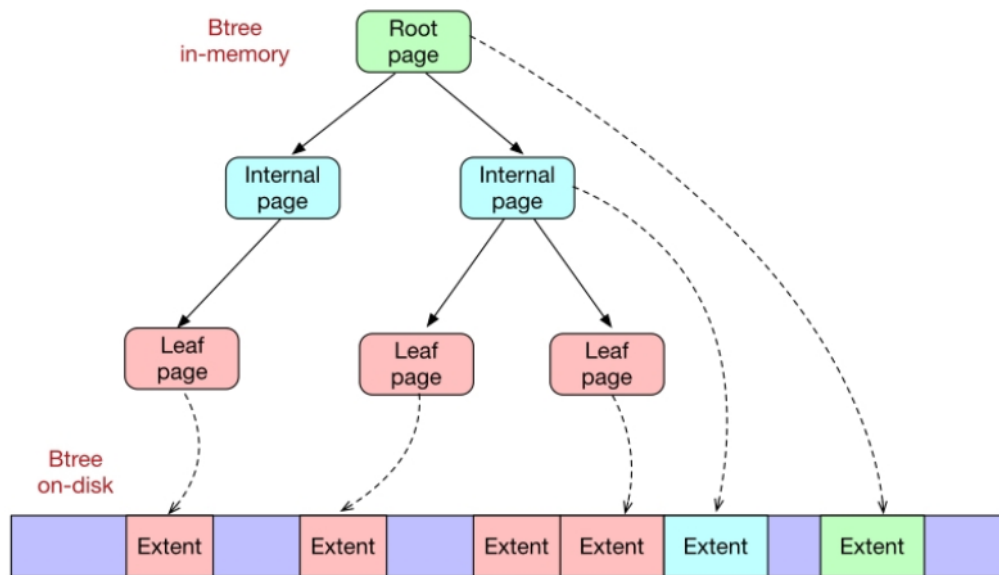 Btree
in-memory
Root
page
Internal
page
Internal
page
Leaf
page
Leaf
page
Leaf
page
Btree
on-disk
Extent
Extent
Extent
Extent
Extent
Extent